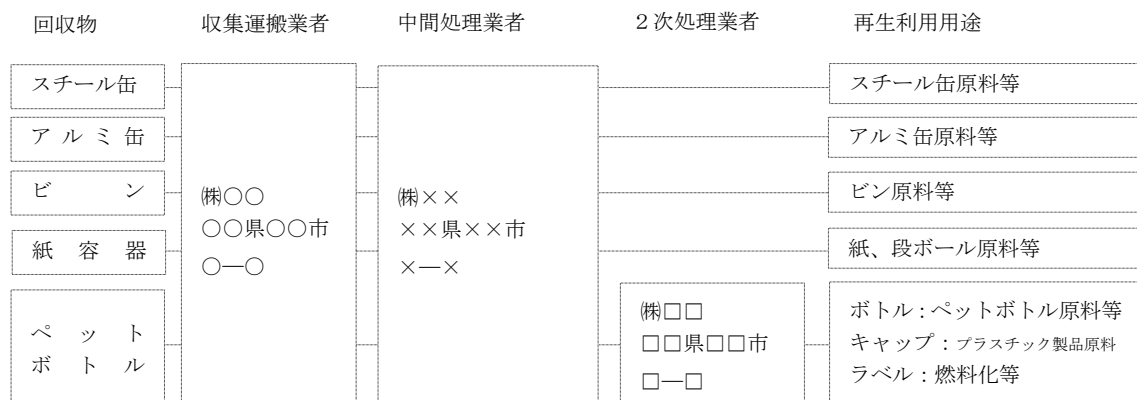 回収物 収集運搬業者 中間処理業者 2次処理業者 再生利用用途
スチール缶 スチール缶原料等
アルミ缶 アルミ缶原料等
ビン ビン原料等
㈱○○
○○県○○市
○―○
㈱××
××県××市
×―×
紙容器 紙、段ボール原料等
ペット
ボトル
㈱□□
□□県□□市
□―□
ボトル：ペットボトル原料等
キャップ：プラスチック製品原料
ラベル：燃料化等